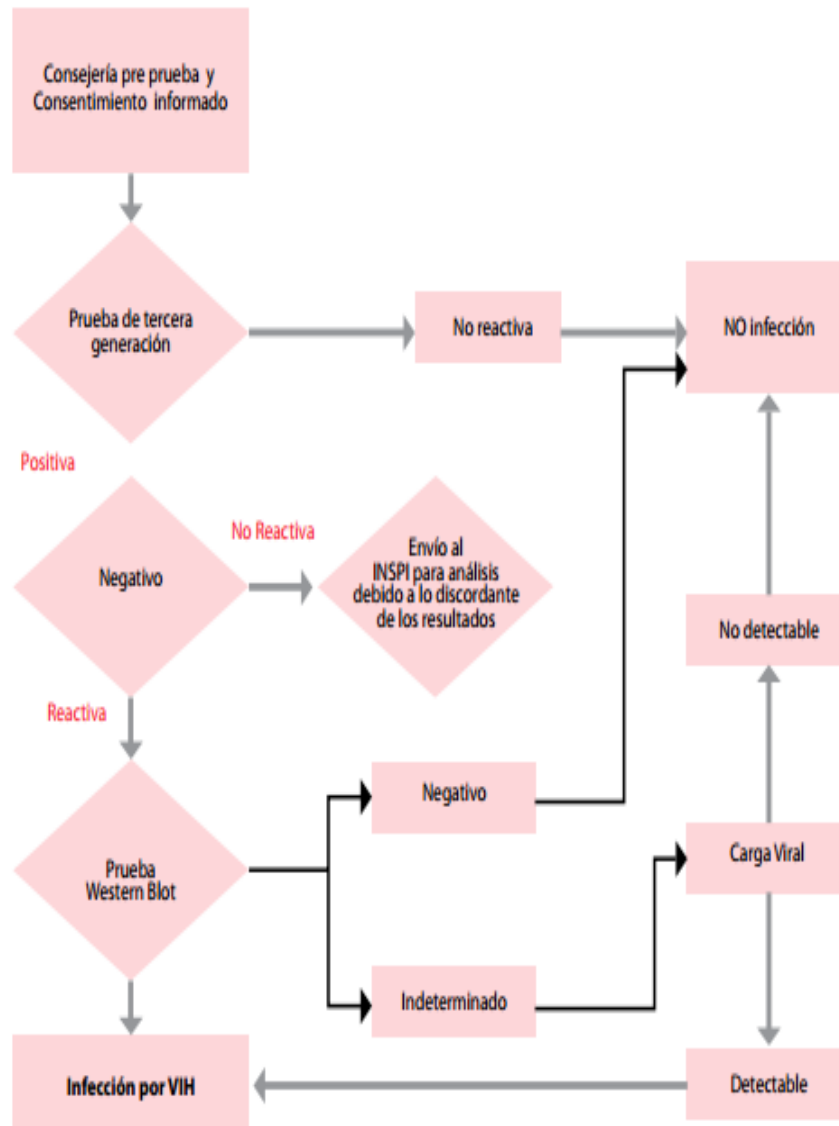 Consejería pre prueba y
Consentimiento informado
Prueba de tercera
generación
No reactiva
NO infección
Positiva
Negativo
No Reactiva
Envío al
INSPI para análisis
debido a lo discordante
de los resultados
No detectable
Reactiva
Prueba
Western Blot
Negativo
Carga Viral
Indeterminado
Infección por VIH
Detectable